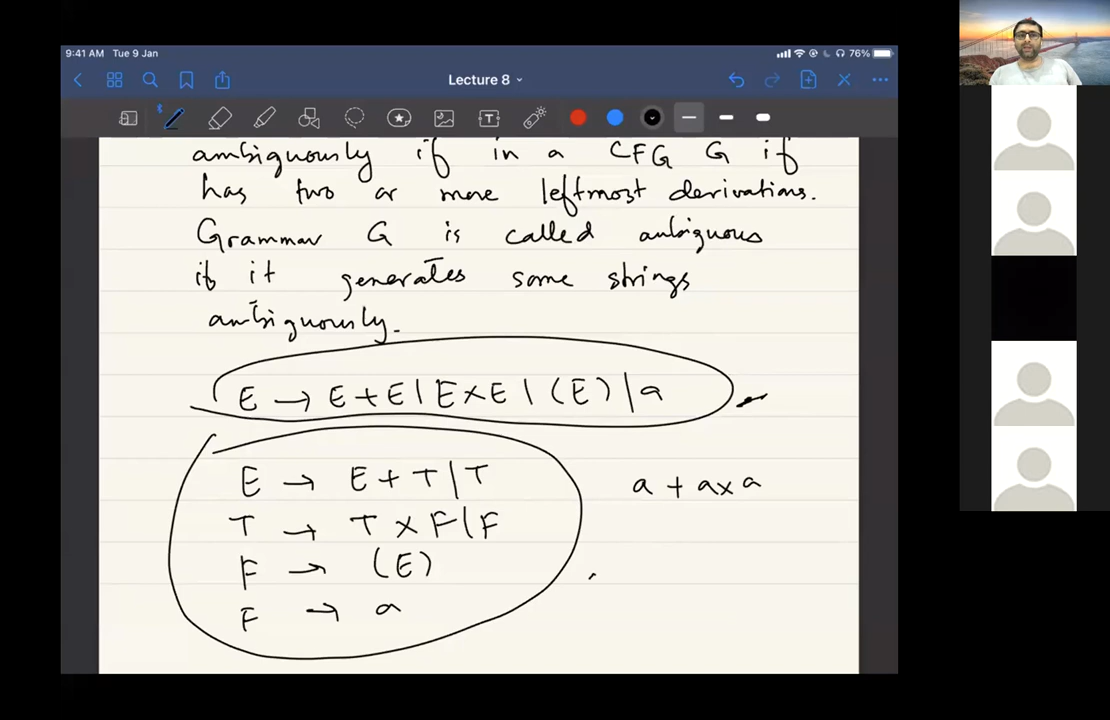 9:41 AM Tue 9 Jan
76%
Lecture 8
ambiguously if in a CFG G if
has two or more leftmost derivations.
Grammar G is called ambiguous
if it generates some strings
ambiguously.
E → E + E | E × E | (E) | a
E → E + T | T
a + a × a
T → T × F | F
F → (E)
F → a